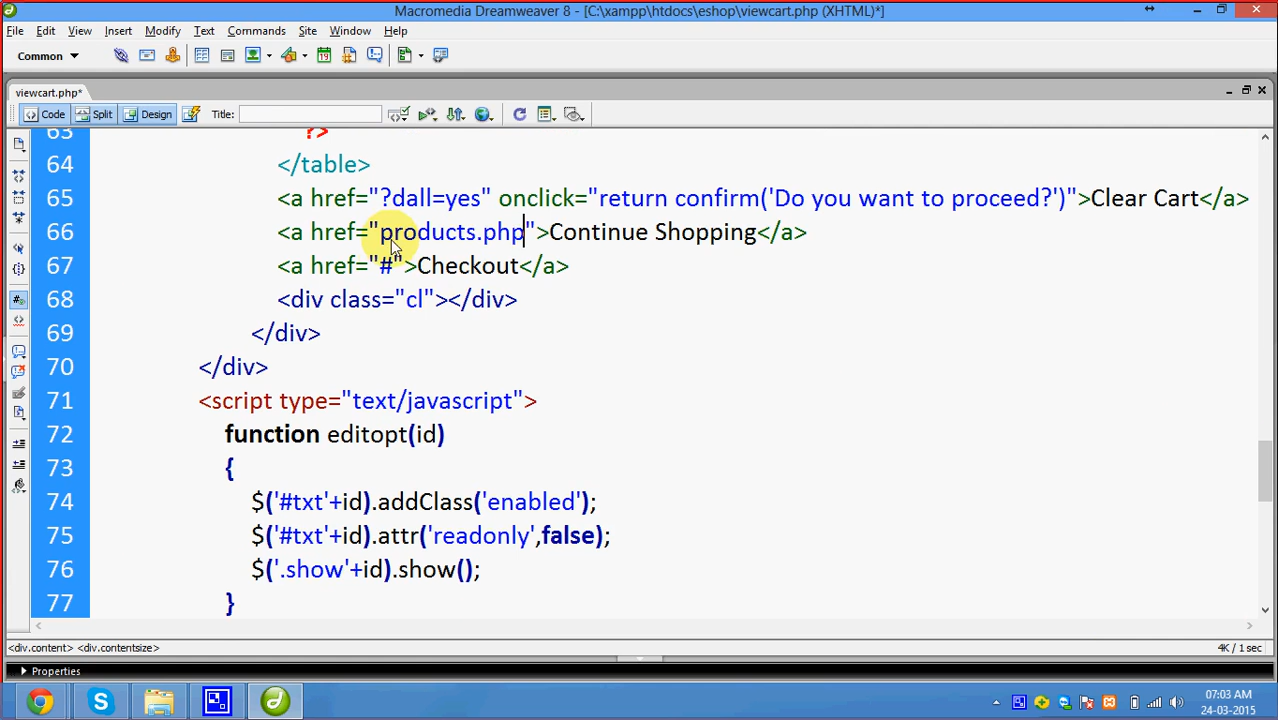 Macromedia Dreamweaver 8 - [C:\xampp\htdocs\eshop\viewcart.php (XHTML)*]
File Edit View Insert Modify Text Commands Site Window Help
Common
viewcart.php*
Code Split Design Title:
63 ?>
64 </table>
65 <a href="?dall=yes" onclick="return confirm('Do you want to proceed?')">Clear Cart</a>
66 <a href="products.php">Continue Shopping</a>
67 <a href="#">Checkout</a>
68 <div class="cl"></div>
69 </div>
70 </div>
71 <script type="text/javascript">
72 function editopt(id)
73 {
74 $('#txt'+id).addClass('enabled');
75 $('#txt'+id).attr('readonly',false);
76 $('.show'+id).show();
77 }
<div.content> <div.contentsize> 4K / 1 sec
Properties
07:03 AM
24-03-2015